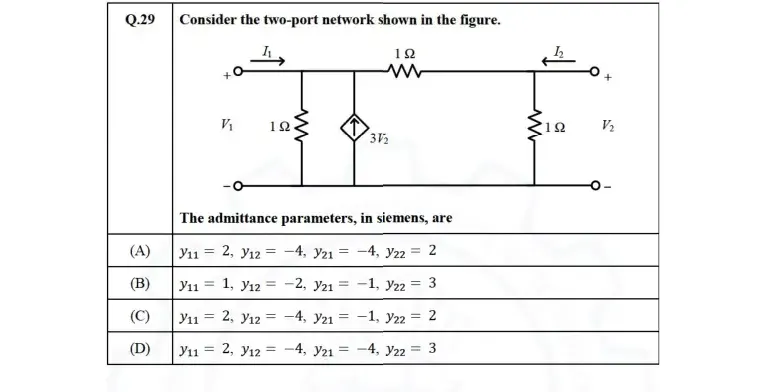 Q.29 Consider the two-port network shown in the figure.
I₁ 1 Ω I₂
+ +
V₁ 1 Ω 3V₂ 1 Ω V₂
− −
The admittance parameters, in siemens, are
(A) y₁₁ = 2, y₁₂ = −4, y₂₁ = −4, y₂₂ = 2
(B) y₁₁ = 1, y₁₂ = −2, y₂₁ = −1, y₂₂ = 3
(C) y₁₁ = 2, y₁₂ = −4, y₂₁ = −1, y₂₂ = 2
(D) y₁₁ = 2, y₁₂ = −4, y₂₁ = −4, y₂₂ = 3